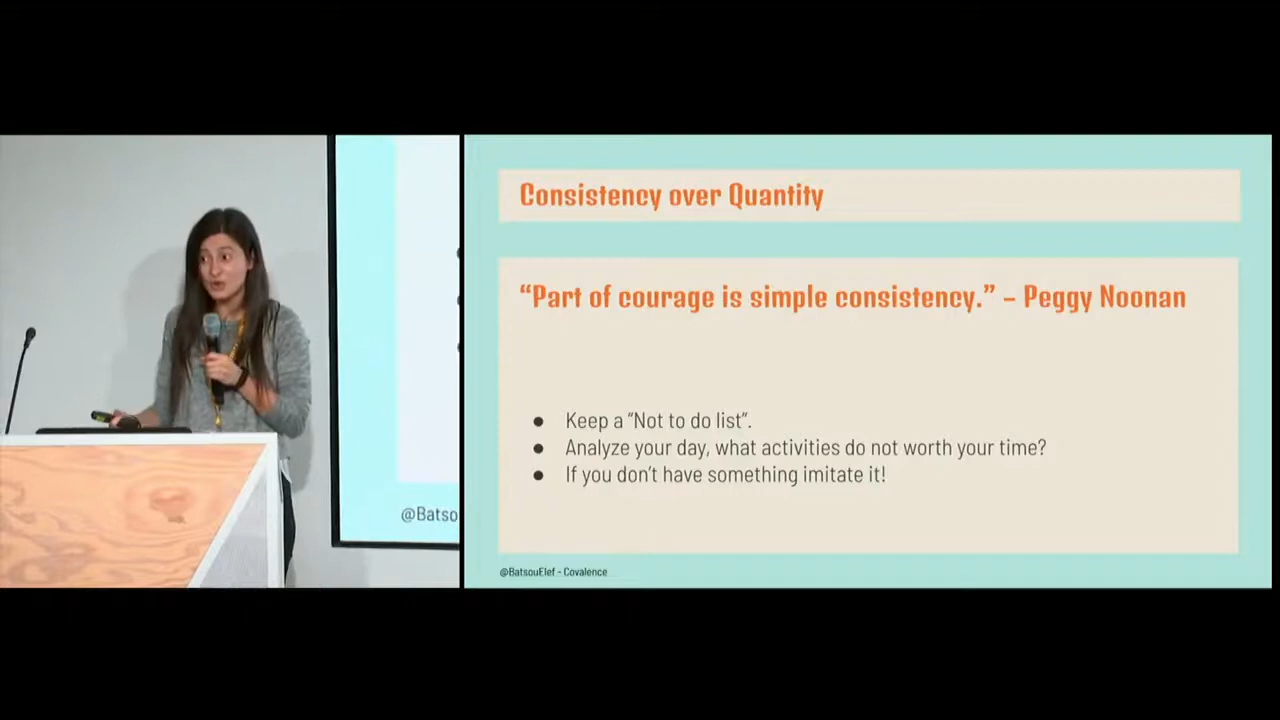 Consistency over Quantity
“Part of courage is simple consistency.” – Peggy Noonan
● Keep a “Not to do list”.
● Analyze your day, what activities do not worth your time?
● If you don’t have something imitate it!
@BatsouElef - Covalence
@Batso